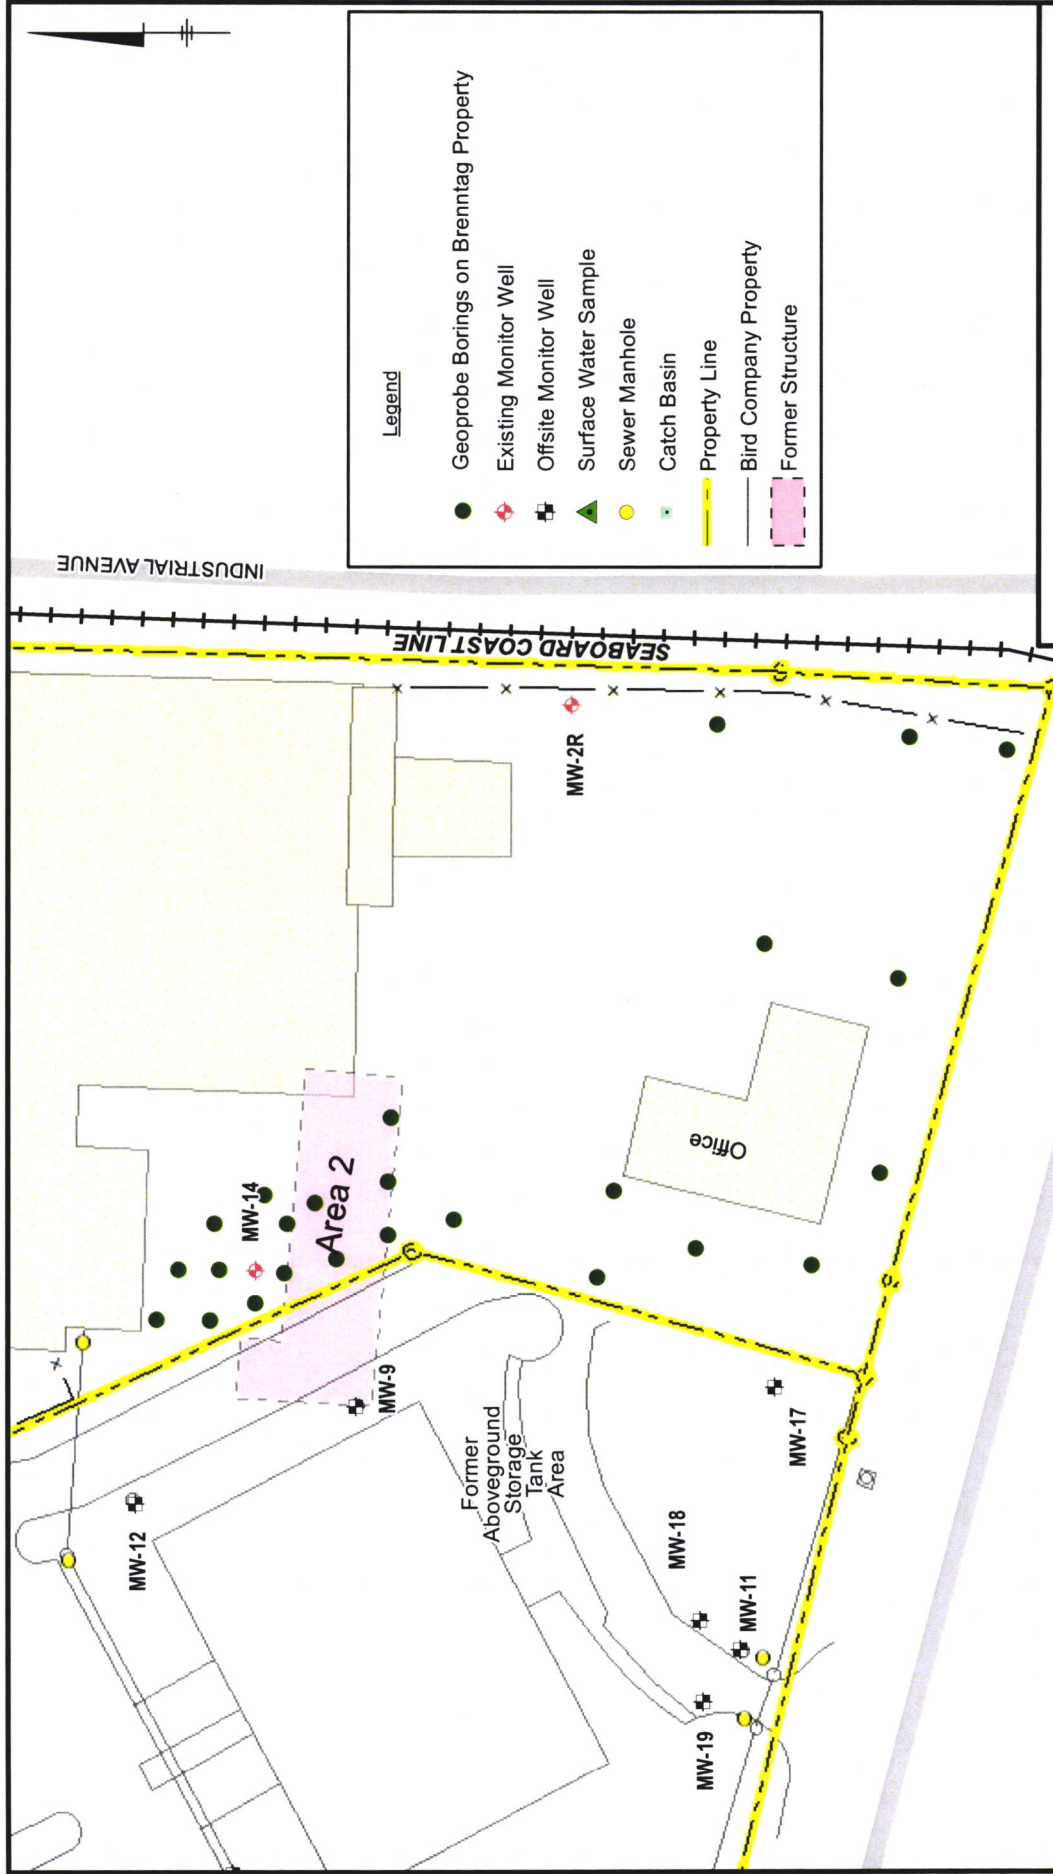 INDUSTRIAL AVENUE
SEABOARD COAST LINE
Legend
Geoprobe Borings on Brenntag Property
Existing Monitor Well
Offsite Monitor Well
Surface Water Sample
Sewer Manhole
Catch Basin
Property Line
Bird Company Property
Former Structure
MW-2R
MW-14
Area 2
Office
MW-9
MW-12
Former
Aboveground
Storage
Tank
Area
MW-17
MW-18
MW-11
MW-19